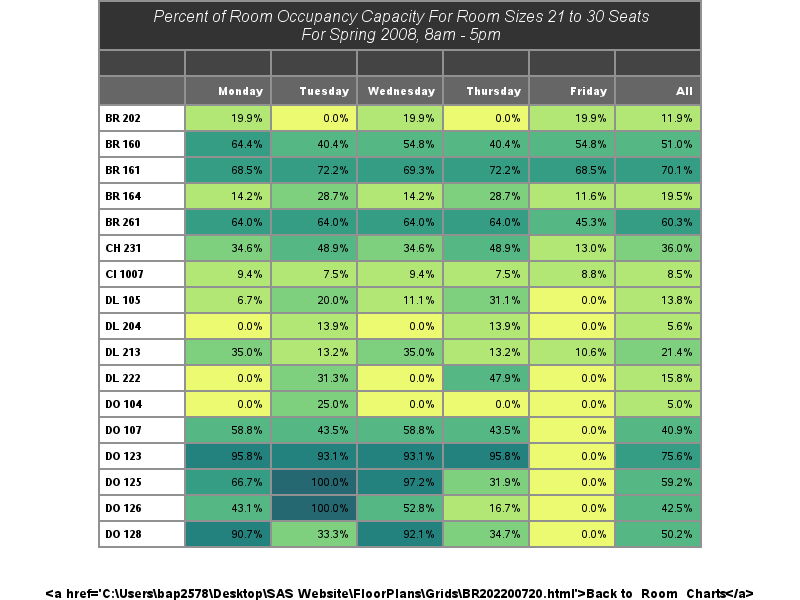 Percent of Room Occupancy Capacity For Room Sizes 21 to 30 Seats
For Spring 2008, 8am - 5pm
Monday Tuesday Wednesday Thursday Friday All
BR 202 19.9% 0.0% 19.9% 0.0% 19.9% 11.9%
BR 160 64.4% 40.4% 54.8% 40.4% 54.8% 51.0%
BR 161 68.5% 72.2% 69.3% 72.2% 68.5% 70.1%
BR 164 14.2% 28.7% 14.2% 28.7% 11.6% 19.5%
BR 261 64.0% 64.0% 64.0% 64.0% 45.3% 60.3%
CH 231 34.6% 48.9% 34.6% 48.9% 13.0% 36.0%
CI 1007 9.4% 7.5% 9.4% 7.5% 8.8% 8.5%
DL 105 6.7% 20.0% 11.1% 31.1% 0.0% 13.8%
DL 204 0.0% 13.9% 0.0% 13.9% 0.0% 5.6%
DL 213 35.0% 13.2% 35.0% 13.2% 10.6% 21.4%
DL 222 0.0% 31.3% 0.0% 47.9% 0.0% 15.8%
DO 104 0.0% 25.0% 0.0% 0.0% 0.0% 5.0%
DO 107 58.8% 43.5% 58.8% 43.5% 0.0% 40.9%
DO 123 95.8% 93.1% 93.1% 95.8% 0.0% 75.6%
DO 125 66.7% 100.0% 97.2% 31.9% 0.0% 59.2%
DO 126 43.1% 100.0% 52.8% 16.7% 0.0% 42.5%
DO 128 90.7% 33.3% 92.1% 34.7% 0.0% 50.2%
<a href='C:\Users\bap2578\Desktop\SAS Website\FloorPlans\Grids\BR202200720.html'>Back to Room Charts</a>